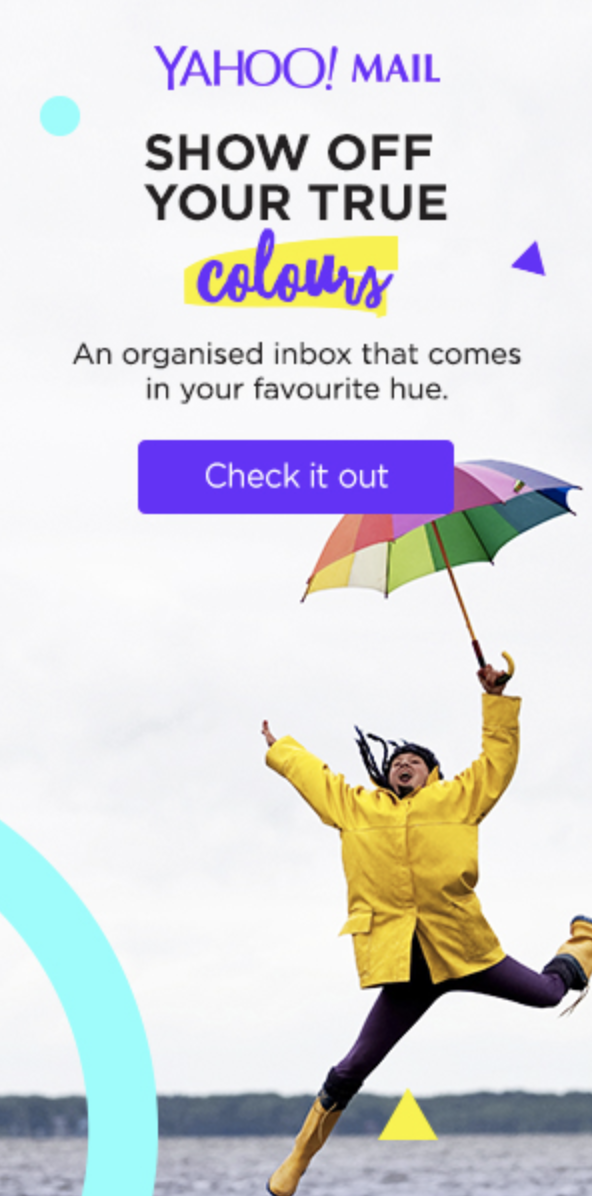 YAHOO! MAIL
SHOW OFF
YOUR TRUE
colours
An organised inbox that comes
in your favourite hue.
Check it out